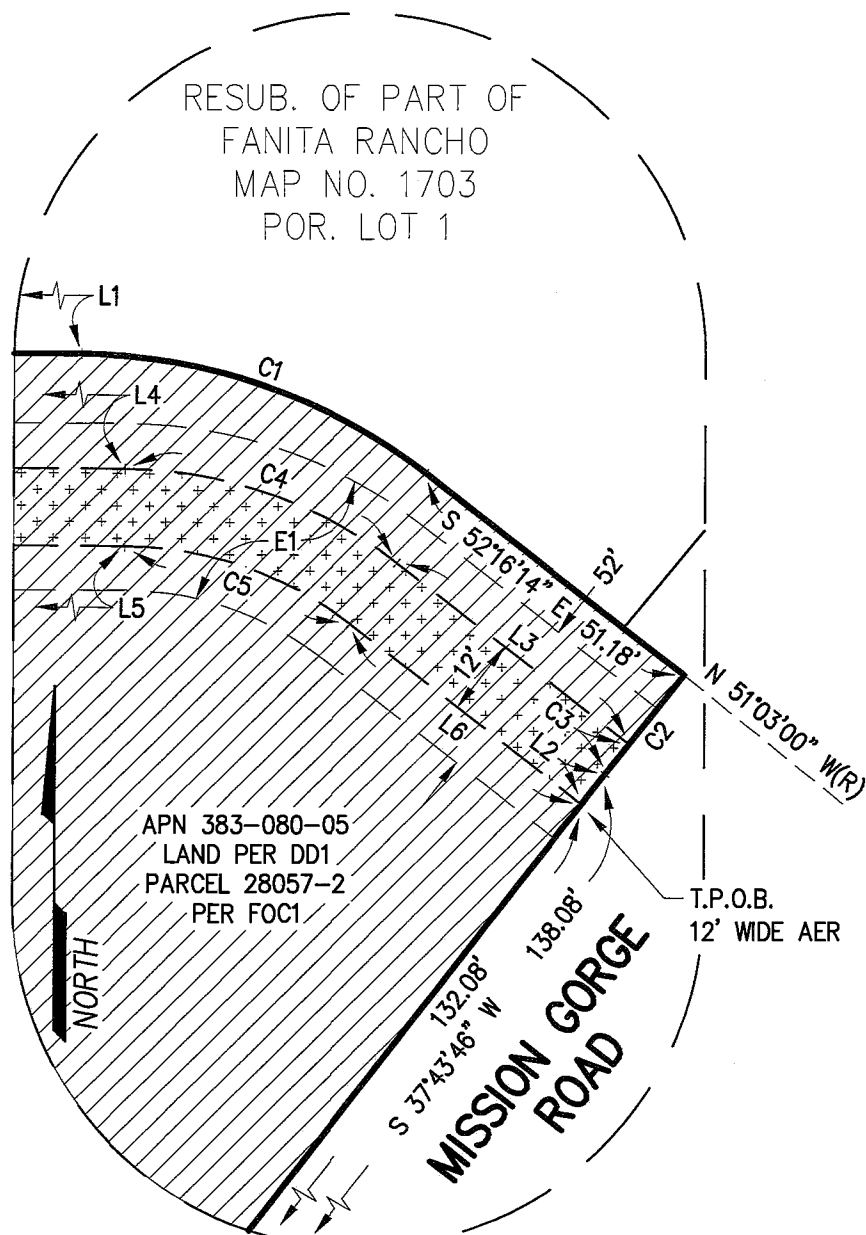 RESUB. OF PART OF
FANITA RANCHO
MAP NO. 1703
POR. LOT 1
L1
C1
L4
C4
E1
C5
L5
S 52°16'14" E 51.18'
52'
L3
12'
L6
C3
L2
C2
N 51°03'00" W(R)
APN 383-080-05
LAND PER DD1
PARCEL 28057-2
PER FOC1
NORTH
T.P.O.B.
12' WIDE AER
132.08'
138.08'
S 37°43'46" W
MISSION GORGE
ROAD